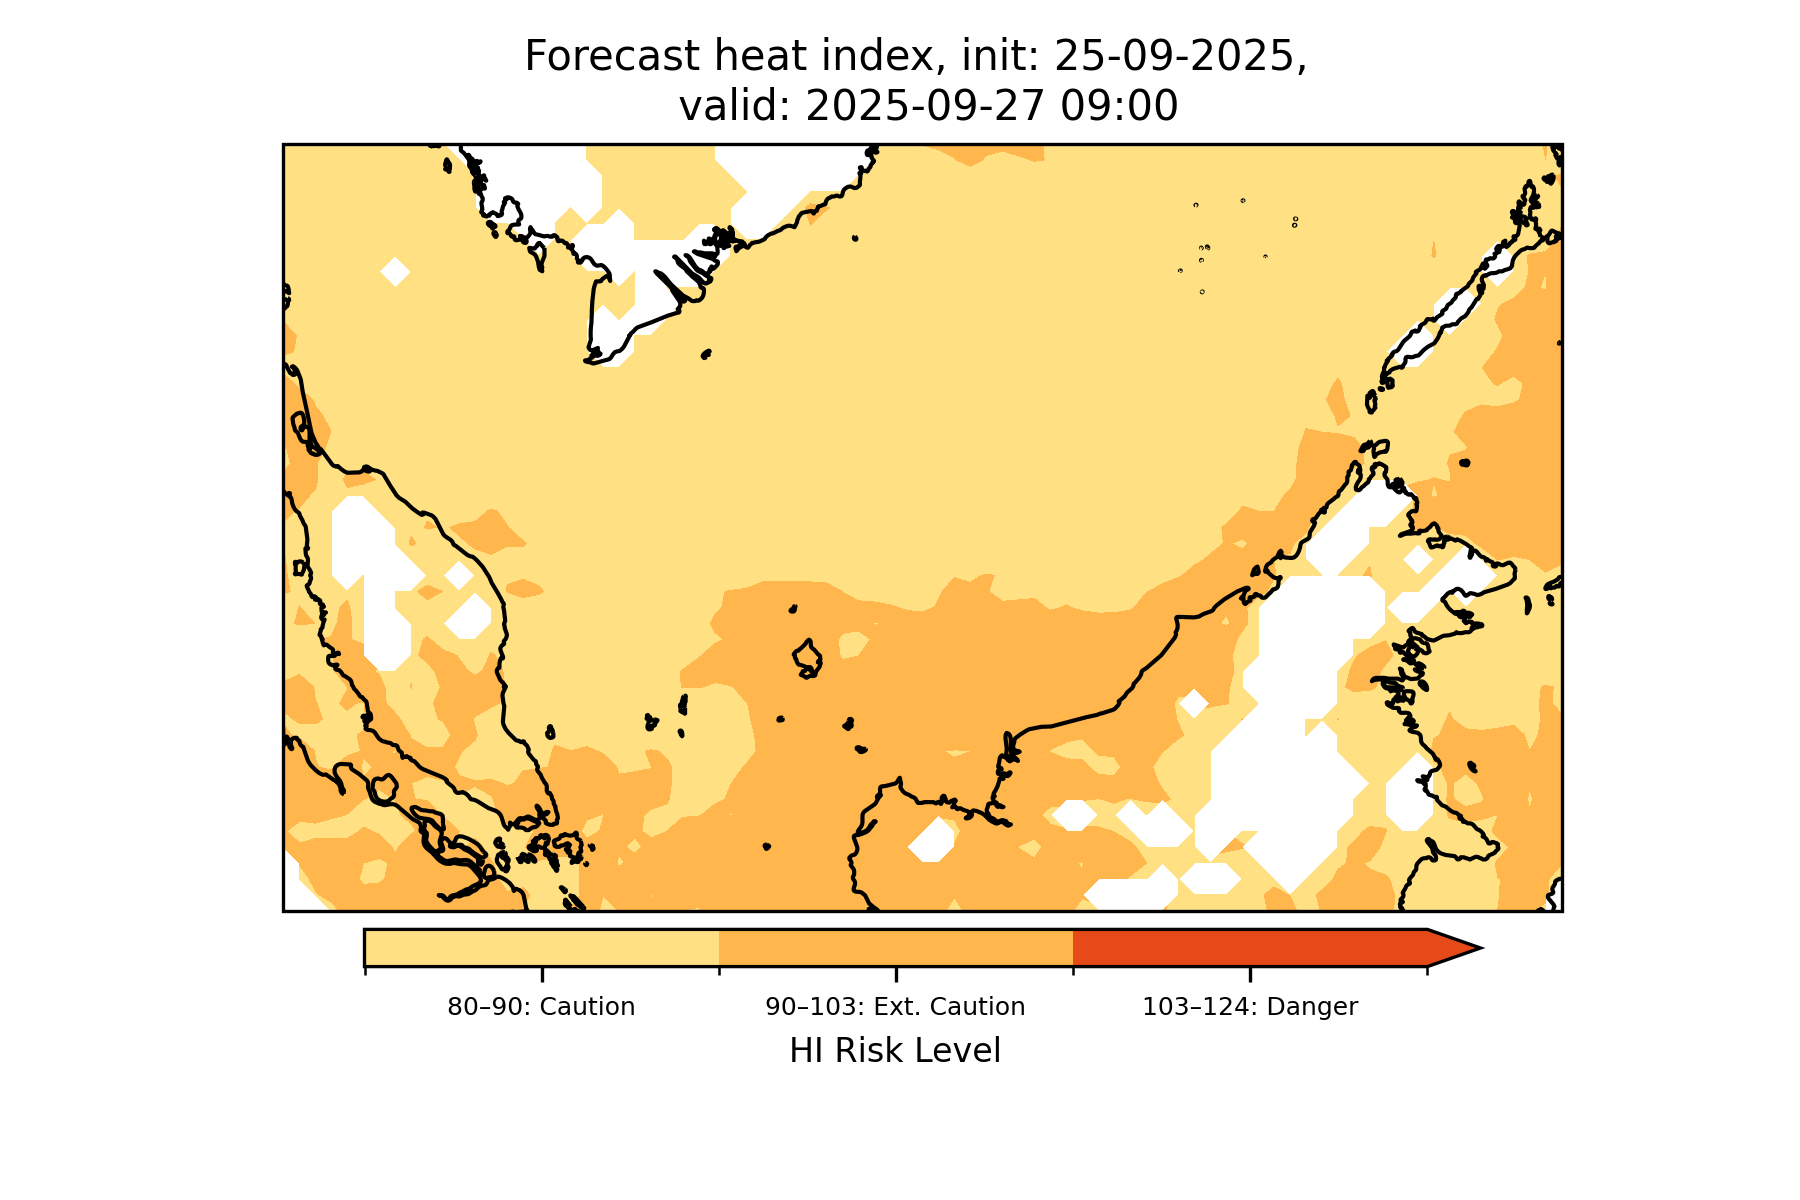 Forecast heat index, init: 25-09-2025,
valid: 2025-09-27 09:00
80–90: Caution
90–103: Ext. Caution
103–124: Danger
HI Risk Level